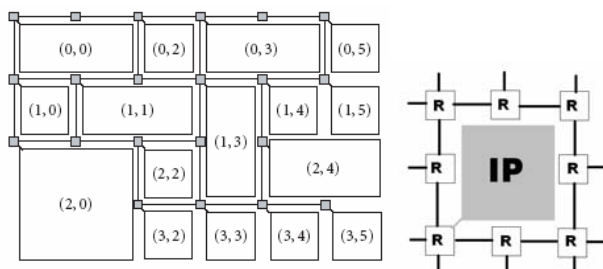 (0, 0) (0, 2) (0, 3) (0, 5)
(1, 0) (1, 1) (1, 3) (1, 4) (1, 5)
(2, 0) (2, 2) (2, 4)
(3, 2) (3, 3) (3, 4) (3, 5)
R R R
R IP R
R R R